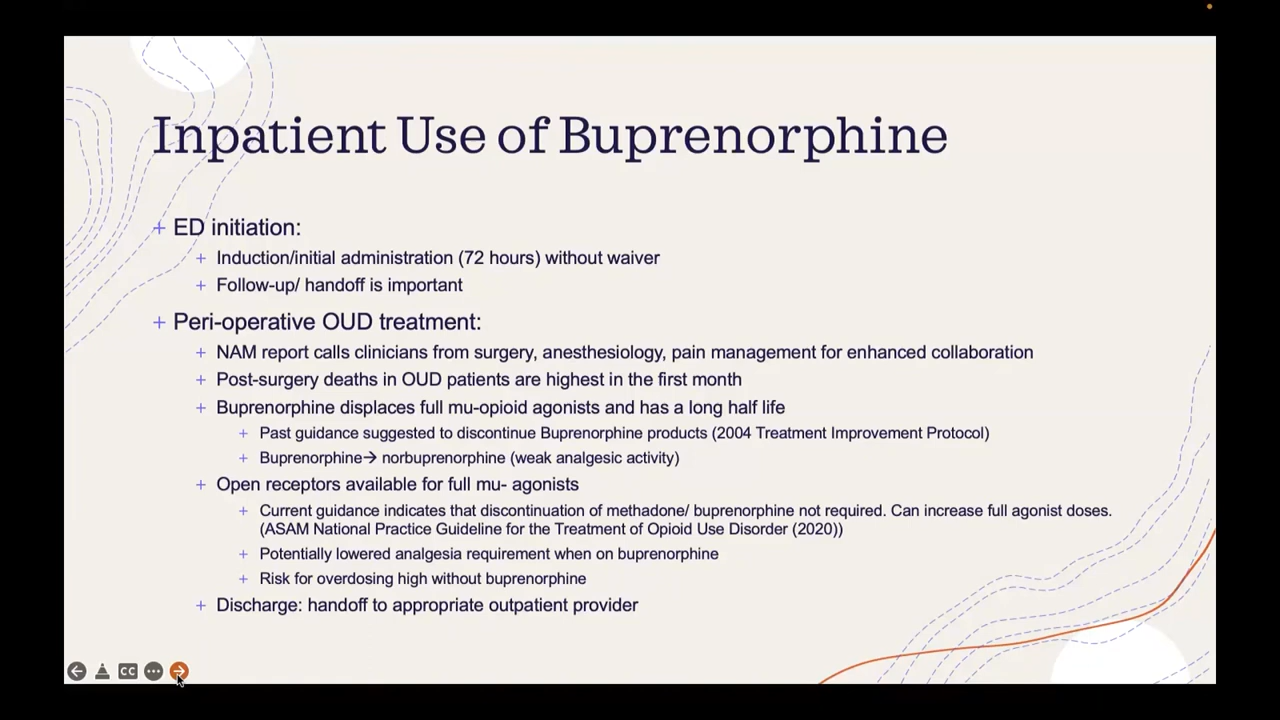 Inpatient Use of Buprenorphine
+ ED initiation:
+ Induction/initial administration (72 hours) without waiver
+ Follow-up/ handoff is important
+ Peri-operative OUD treatment:
+ NAM report calls clinicians from surgery, anesthesiology, pain management for enhanced collaboration
+ Post-surgery deaths in OUD patients are highest in the first month
+ Buprenorphine displaces full mu-opioid agonists and has a long half life
+ Past guidance suggested to discontinue Buprenorphine products (2004 Treatment Improvement Protocol)
+ Buprenorphine→ norbuprenorphine (weak analgesic activity)
+ Open receptors available for full mu- agonists
+ Current guidance indicates that discontinuation of methadone/ buprenorphine not required. Can increase full agonist doses.
(ASAM National Practice Guideline for the Treatment of Opioid Use Disorder (2020))
+ Potentially lowered analgesia requirement when on buprenorphine
+ Risk for overdosing high without buprenorphine
+ Discharge: handoff to appropriate outpatient provider
CC